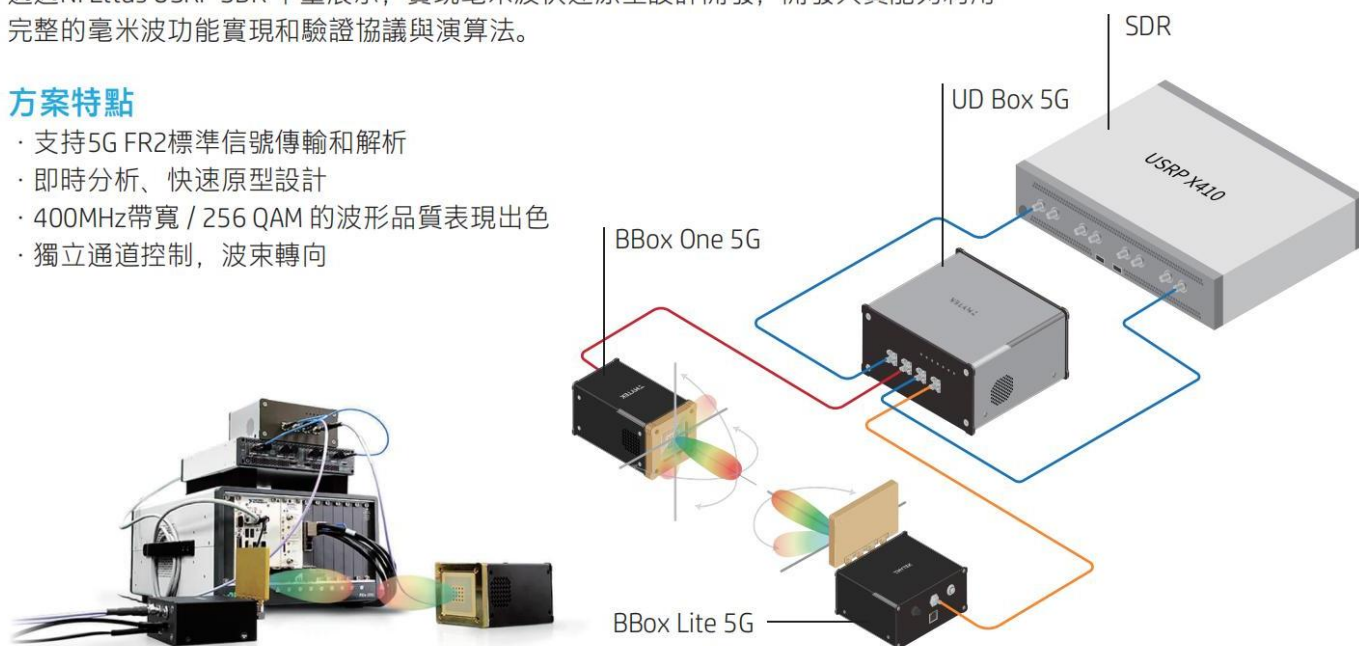 完整的毫米波功能實現和驗證協議與演算法。
方案特點
· 支持5G FR2標準信號傳輸和解析
· 即時分析、快速原型設計
· 400MHz帶寬 / 256 QAM 的波形品質表現出色
· 獨立通道控制，波束轉向
SDR
UD Box 5G
USRP X410
BBox One 5G
TMYTEK
TMYTEK
TMYTEK
BBox Lite 5G